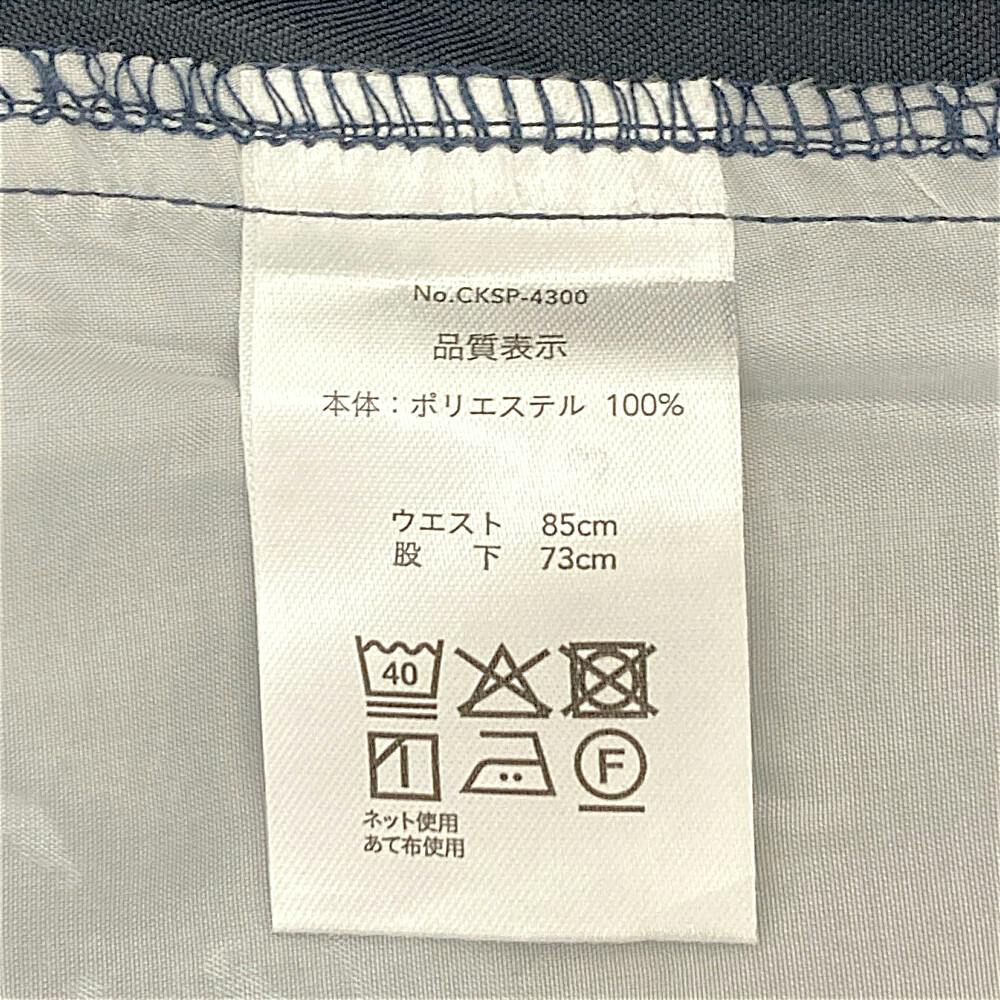 No.CKSP-4300
品質表示
本体：ポリエステル 100%
ウエスト 85cm
股下 73cm
40
F
ネット使用
あて布使用